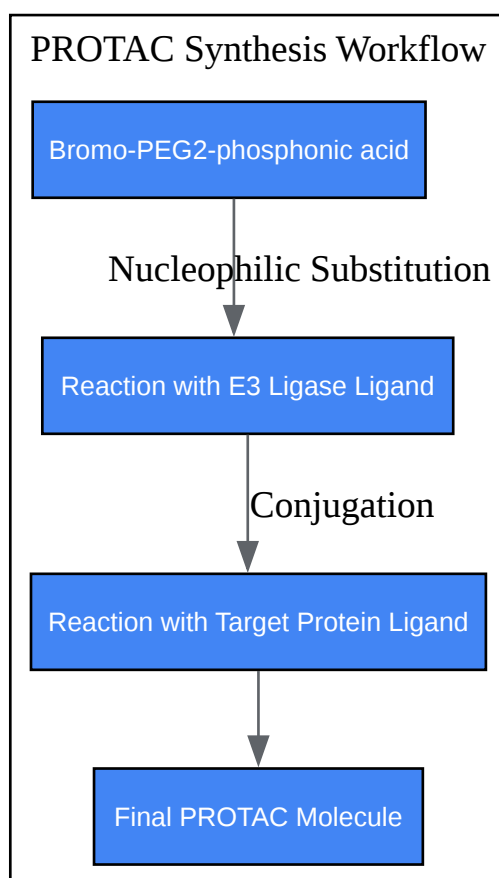 PROTAC Synthesis Workflow
Bromo-PEG2-phosphonic acid
Nucleophilic Substitution
Reaction with E3 Ligase Ligand
Conjugation
Reaction with Target Protein Ligand
Final PROTAC Molecule